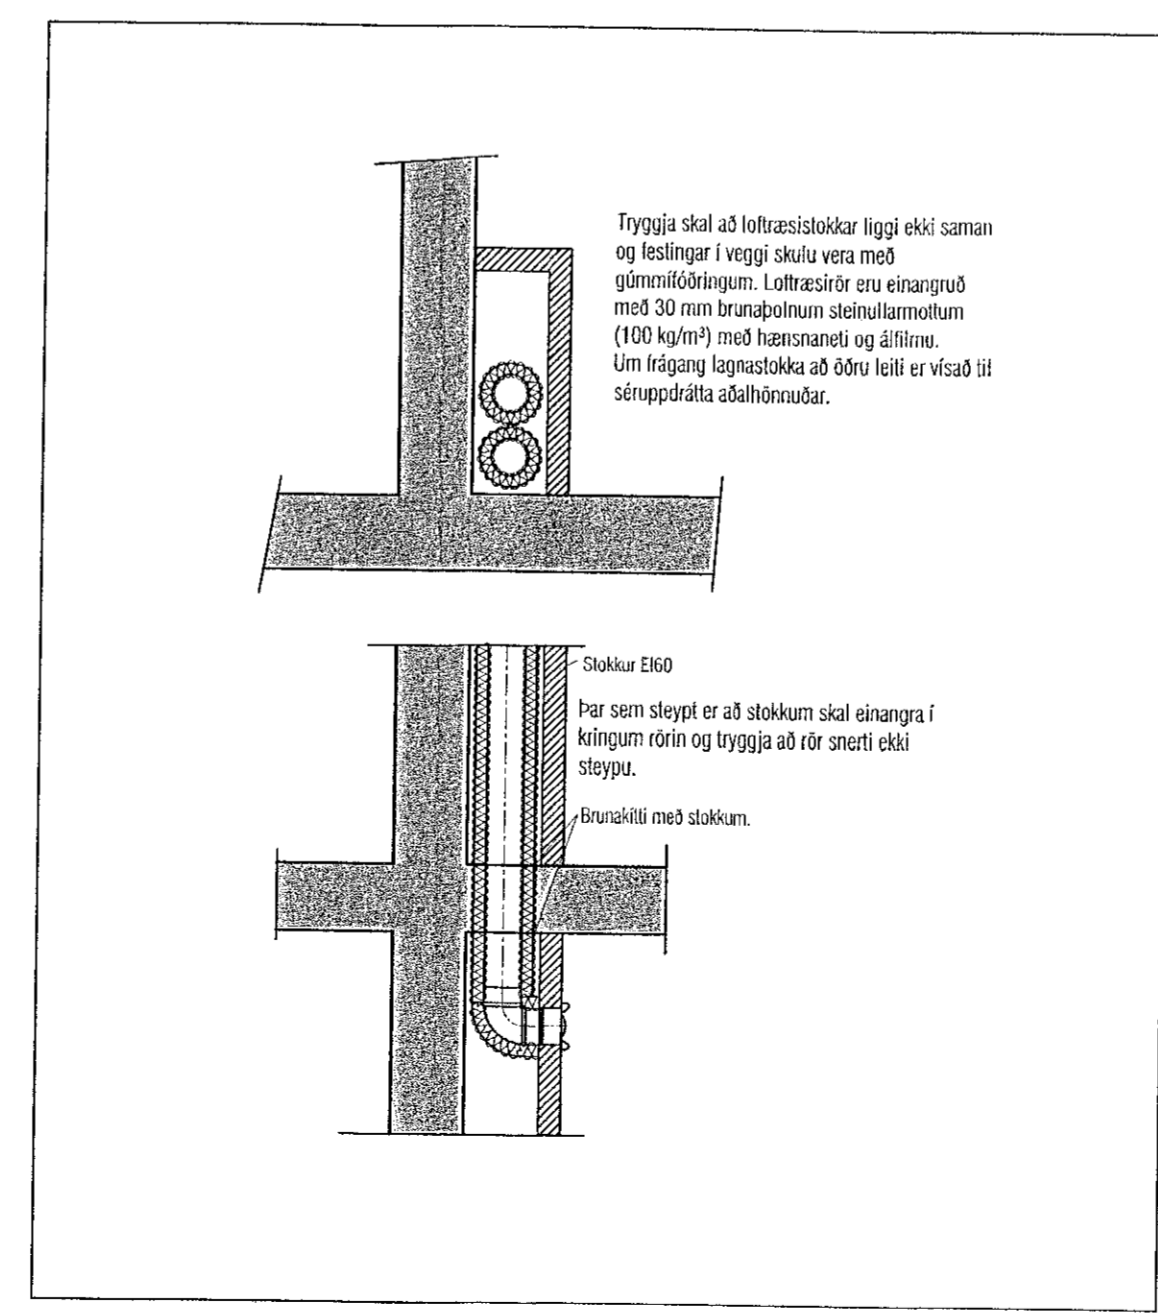 Tryggja skal að loftræsistokkar liggi ekki saman
og festingar í veggi skulu vera með
gúmmífóðringum. Loftræsirör eru einangruð
með 30 mm brunaþolnum steinullarmottum
(100 kg/m³) með hænsnaneti og álfilmu.
Um frágang lagnastokka að öðru leiti er vísað til
séruppdrátta aðalhönnuðar.
Stokkur EI60
Þar sem steypt er að stokkum skal einangra í
kringum rörin og tryggja að rör snerti ekki
steypu.
Brunakítti með stokkum.